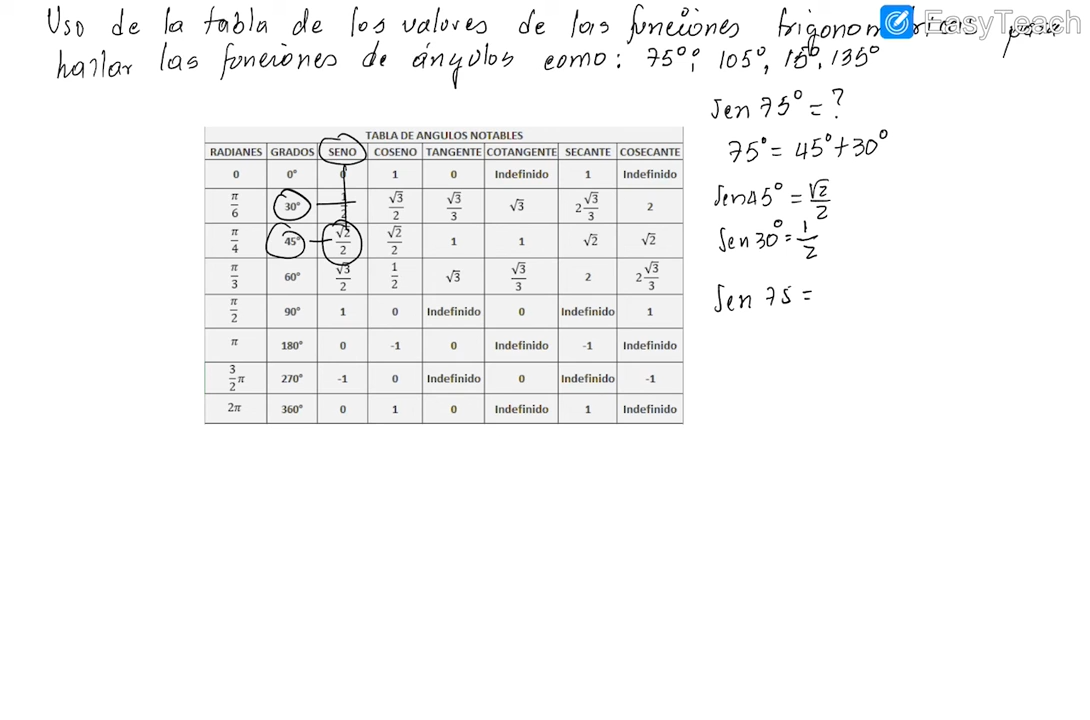 Uso de la tabla de los valores de las funciones trigonométricas para
hallar las funciones de ángulos como: 75°, 105°, 15°, 135°
EasyTeach
Sen 75° = ?
75° = 45° + 30°
Sen 45° = √2/2
Sen 30° = 1/2
Sen 75 =
TABLA DE ANGULOS NOTABLES
RADIANES GRADOS SENO COSENO TANGENTE COTANGENTE SECANTE COSECANTE
0 0° 0 1 0 Indefinido 1 Indefinido
π/6 30° 1/2 √3/2 √3/3 √3 2√3/3 2
π/4 45° √2/2 √2/2 1 1 √2 √2
π/3 60° √3/2 1/2 √3 √3/3 2 2√3/3
π/2 90° 1 0 Indefinido 0 Indefinido 1
π 180° 0 -1 0 Indefinido -1 Indefinido
3/2π 270° -1 0 Indefinido 0 Indefinido -1
2π 360° 0 1 0 Indefinido 1 Indefinido